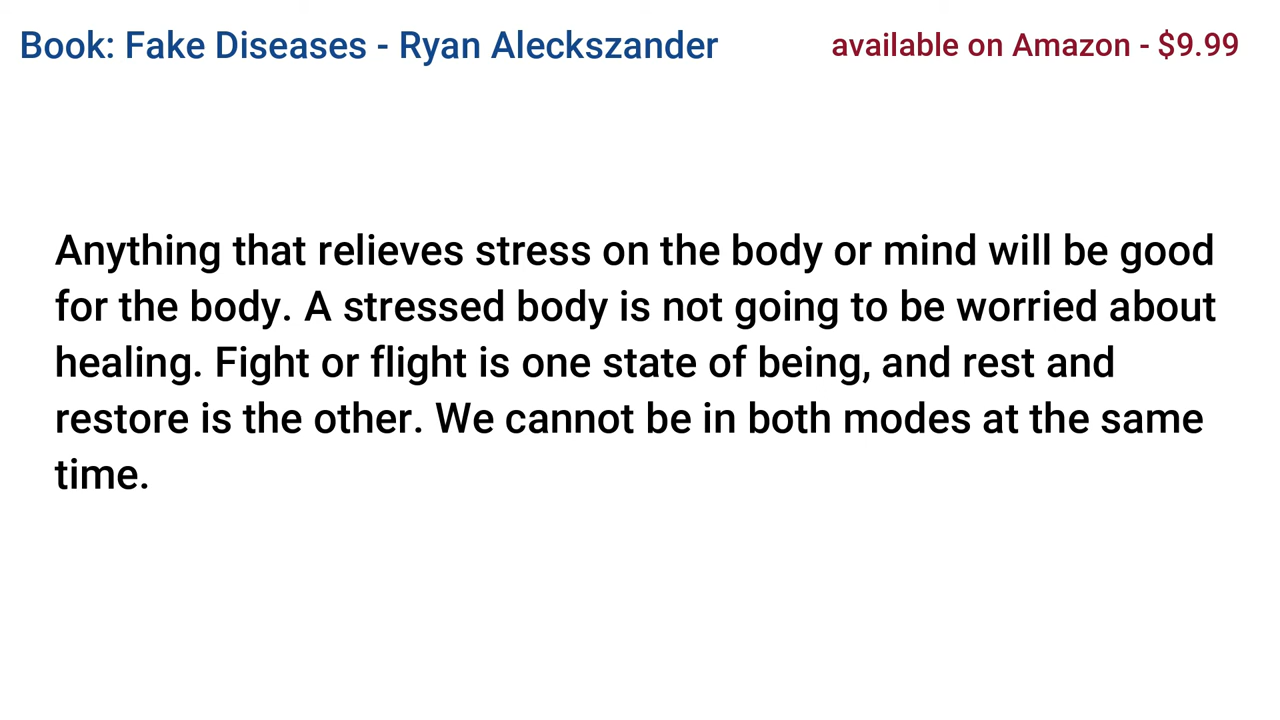 Book: Fake Diseases - Ryan Aleckszander
available on Amazon - $9.99
Anything that relieves stress on the body or mind will be good
for the body. A stressed body is not going to be worried about
healing. Fight or flight is one state of being, and rest and
restore is the other. We cannot be in both modes at the same
time.